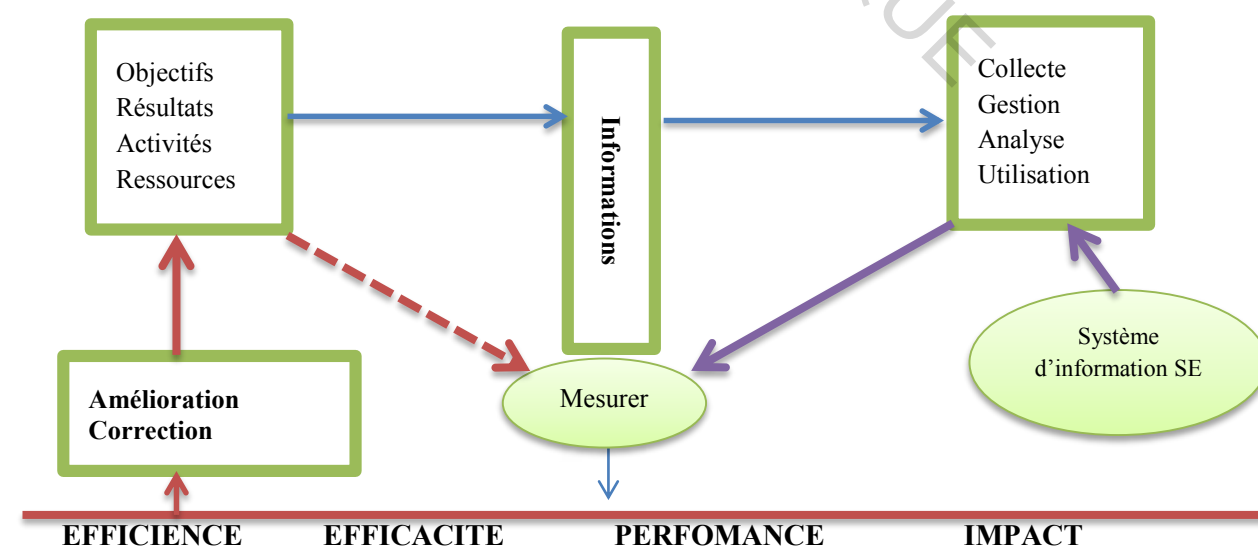 Objectifs
Résultats
Activités
Ressources
Informations
Collecte
Gestion
Analyse
Utilisation
Système
d'information SE
Mesurer
Amélioration
Correction
EFFICIENCE EFFICACITE PERFOMANCE IMPACT